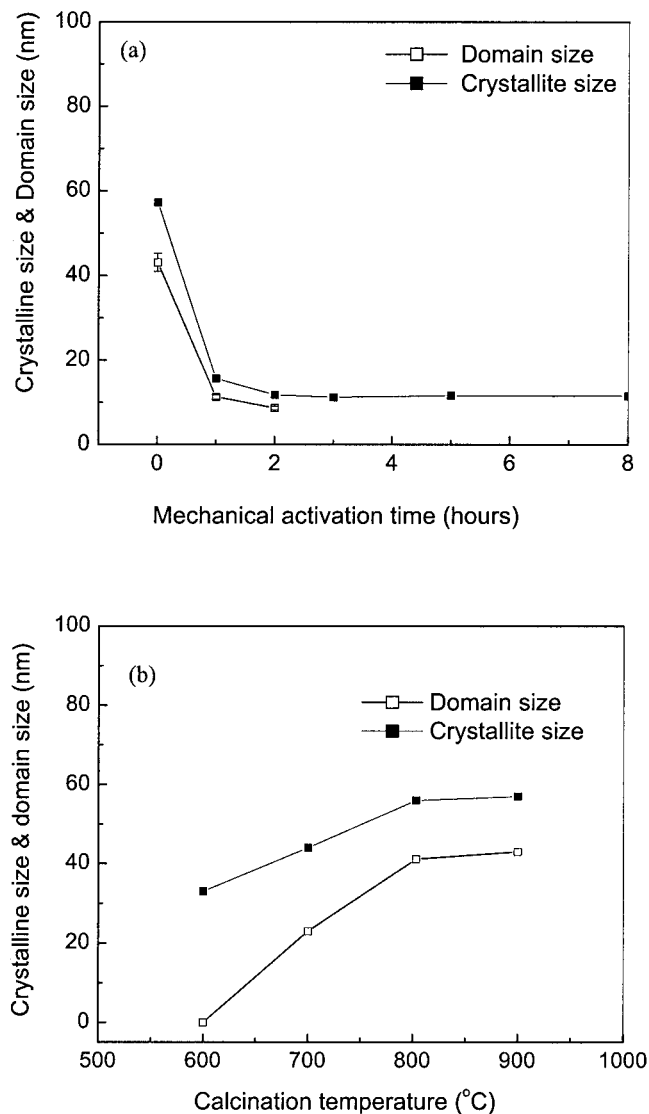 (a)
Domain size
Crystallite size
Crystalline size & Domain size (nm)
100
80
60
40
20
0
0 2 4 6 8
Mechanical activation time (hours)
(b)
Domain size
Crystallite size
Crystalline size & domain size (nm)
100
80
60
40
20
0
500 600 700 800 900 1000
Calcination temperature (°C)